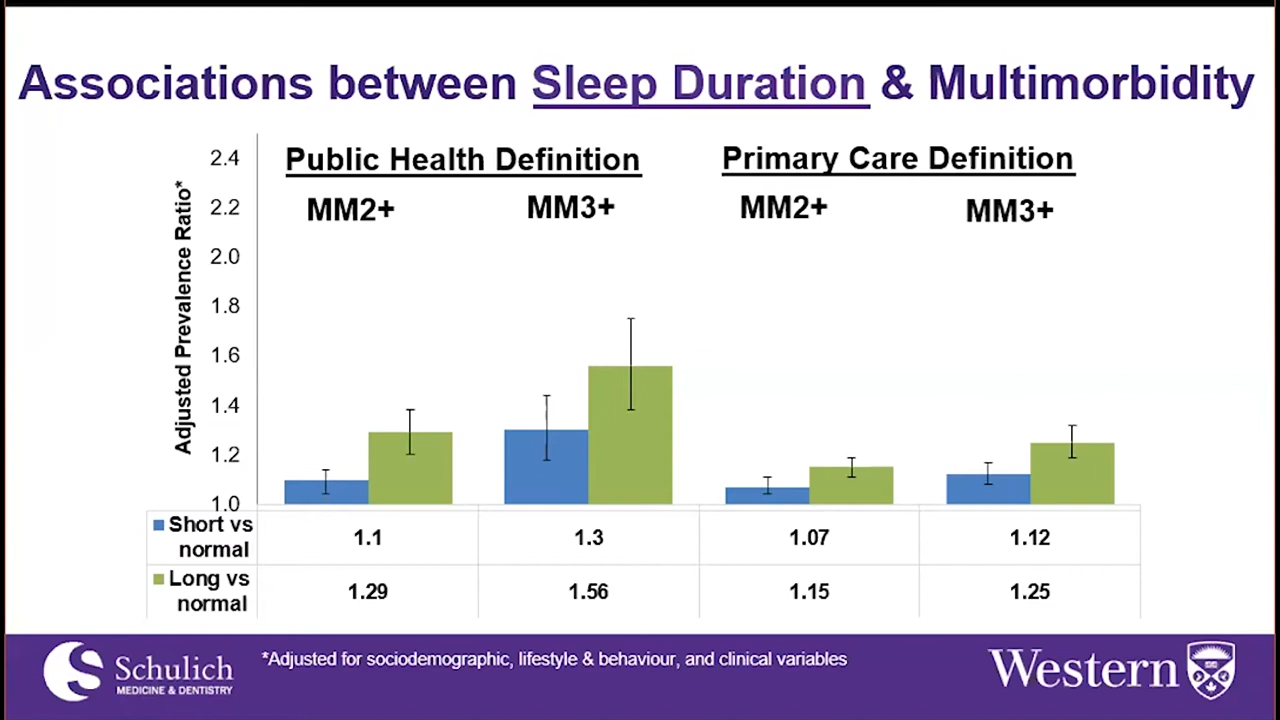 Associations between Sleep Duration & Multimorbidity
Public Health Definition
Primary Care Definition
MM2+
MM3+
MM2+
MM3+
Adjusted Prevalence Ratio*
2.4
2.2
2.0
1.8
1.6
1.4
1.2
1.0
Short vs normal 1.1 1.3 1.07 1.12
Long vs normal 1.29 1.56 1.15 1.25
*Adjusted for sociodemographic, lifestyle & behaviour, and clinical variables
Schulich
MEDICINE & DENTISTRY
Western